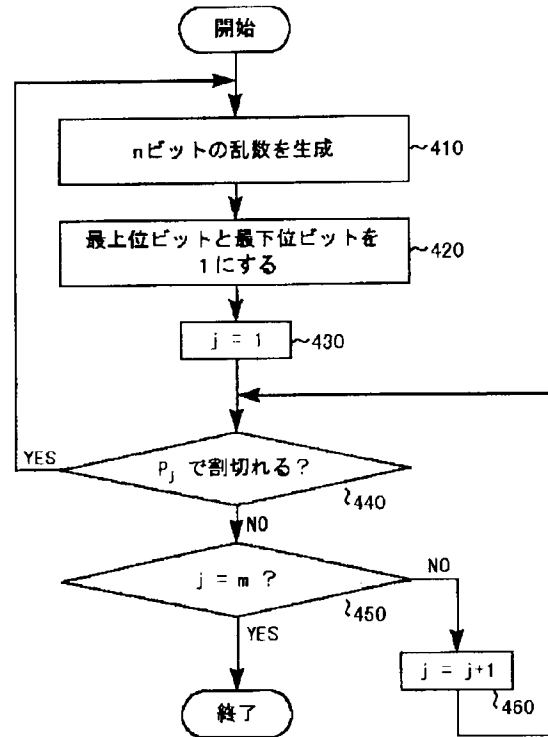 開始
nビットの乱数を生成
~410
最上位ビットと最下位ビットを
1にする
~420
j = 1
~430
YES
Pj で割切れる?
~440
NO
j = m ?
~450
NO
YES
j = j+1
~460
終了